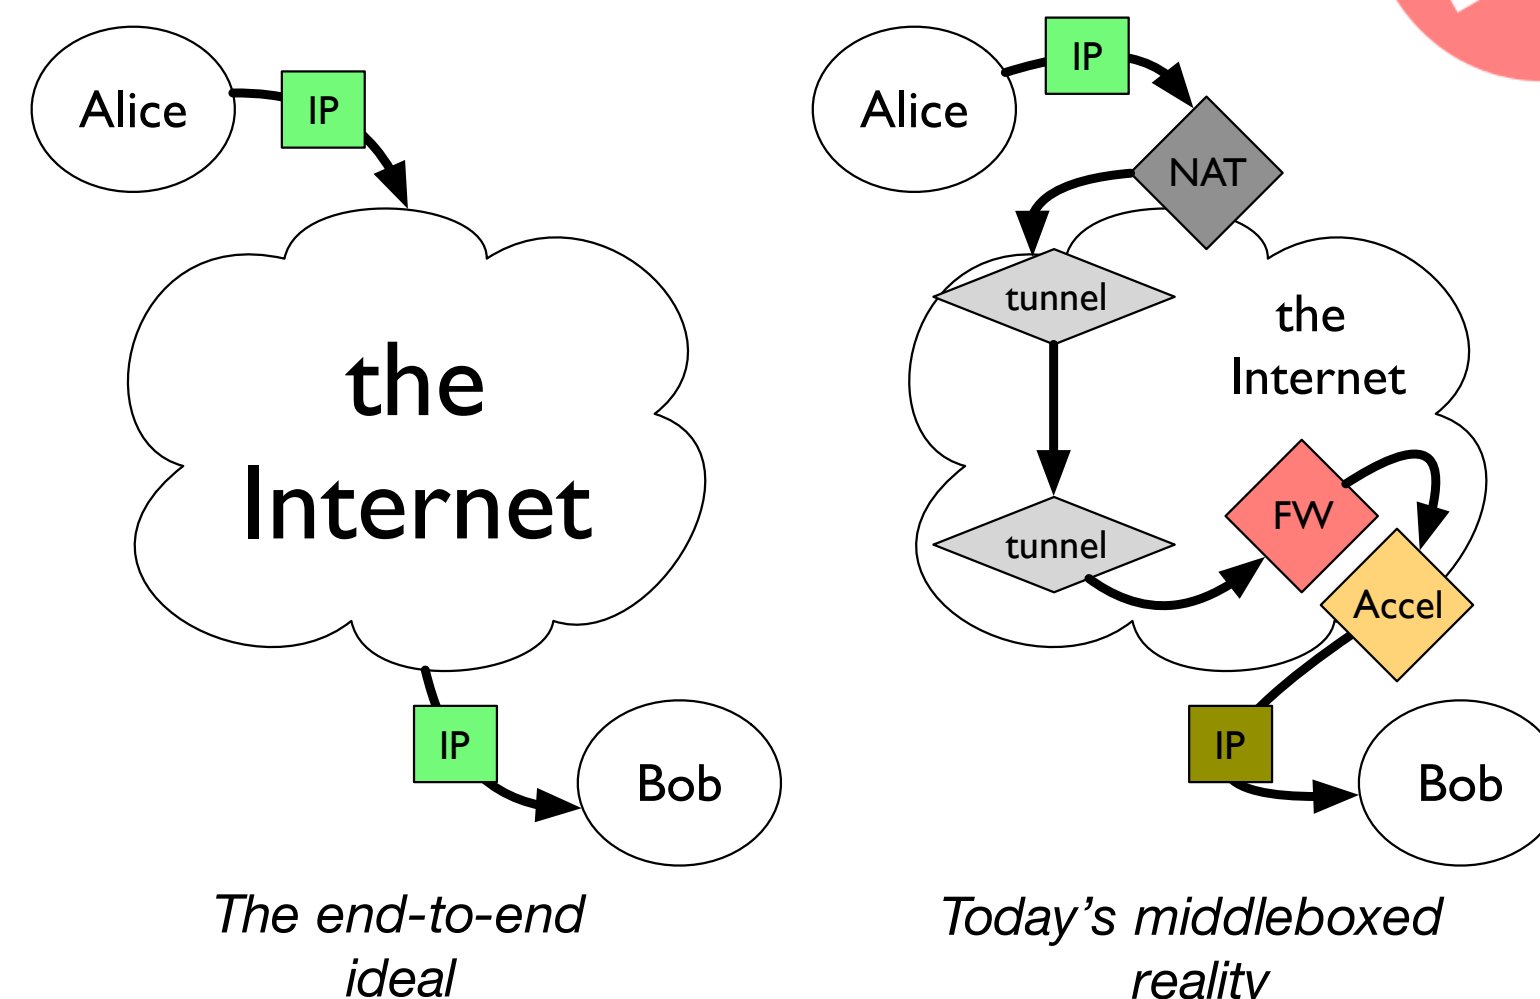 Alice
IP
the
Internet
IP
Bob
The end-to-end
ideal
Alice
IP
NAT
tunnel
the
Internet
tunnel
FW
Accel
IP
Bob
Today's middleboxed
reality